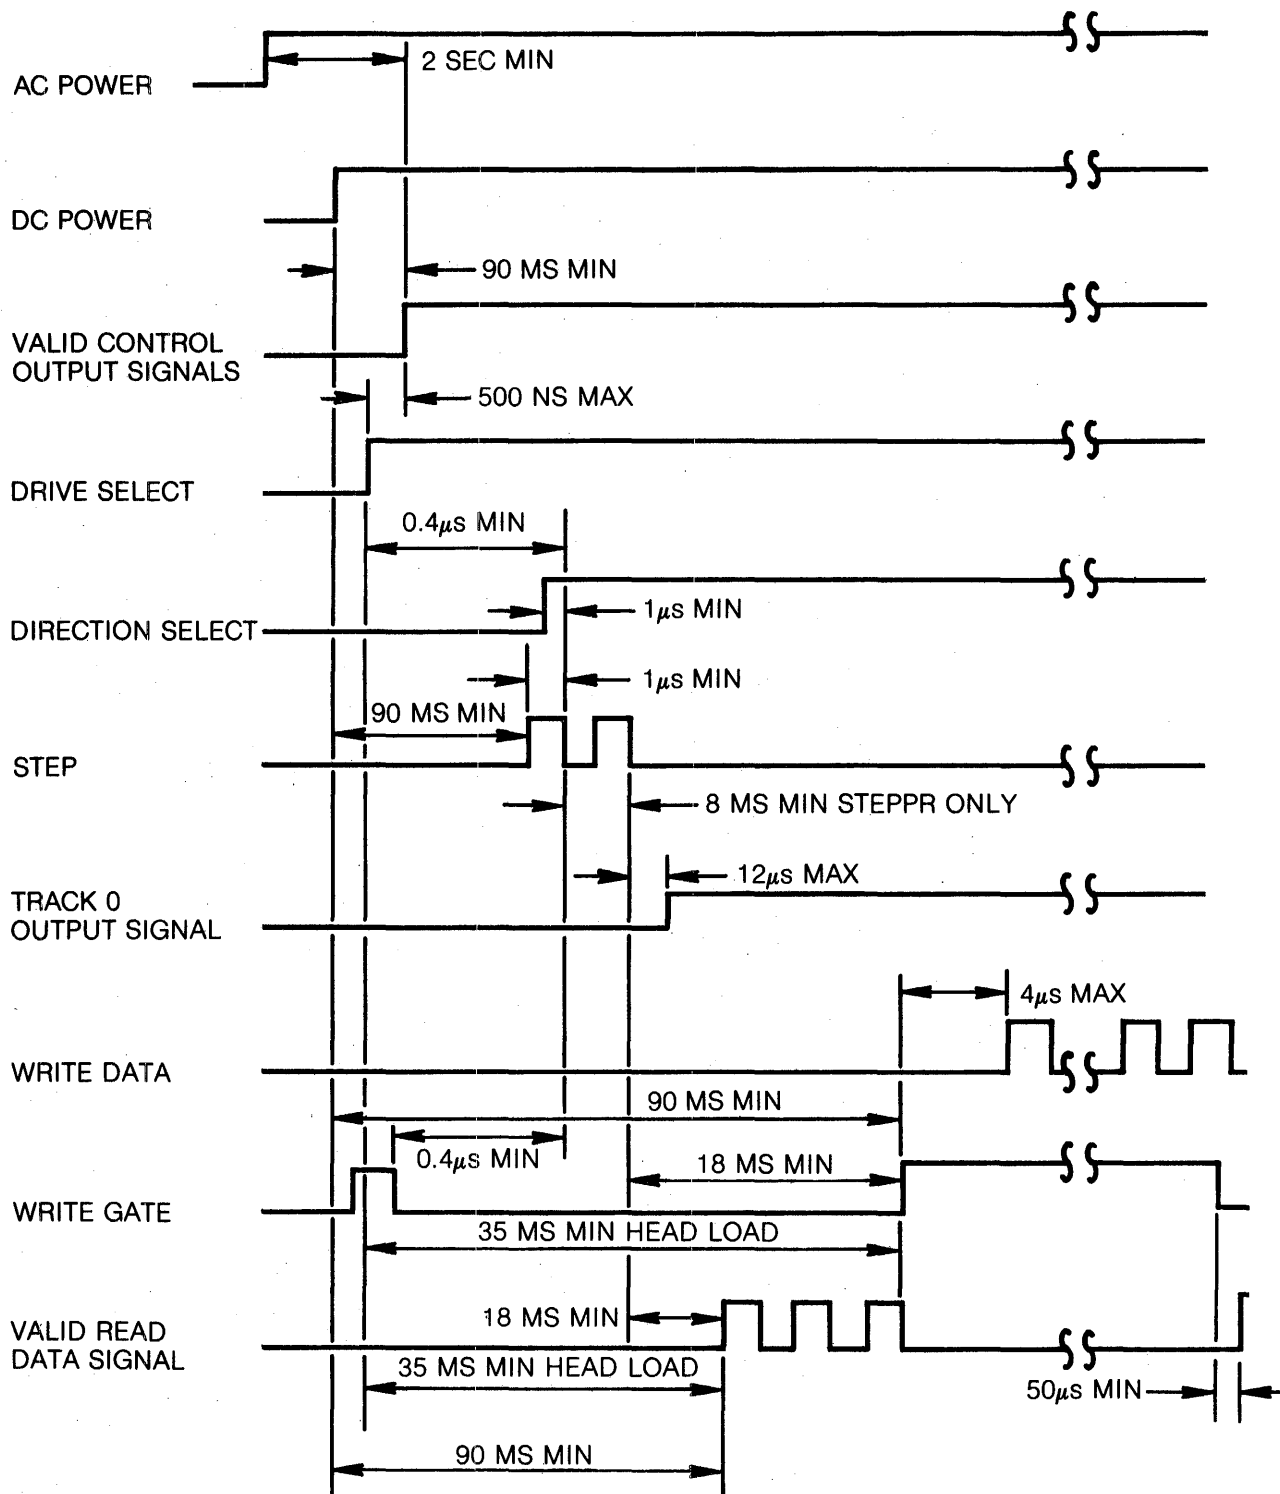 2 SEC MIN
AC POWER
DC POWER
90 MS MIN
VALID CONTROL
OUTPUT SIGNALS
500 NS MAX
DRIVE SELECT
0.4μs MIN
1μs MIN
DIRECTION SELECT
1μs MIN
90 MS MIN
STEP
8 MS MIN STEPPR ONLY
12μs MAX
TRACK 0
OUTPUT SIGNAL
4μs MAX
WRITE DATA
90 MS MIN
0.4μs MIN
18 MS MIN
WRITE GATE
35 MS MIN HEAD LOAD
18 MS MIN
VALID READ
DATA SIGNAL
35 MS MIN HEAD LOAD
50μs MIN
90 MS MIN